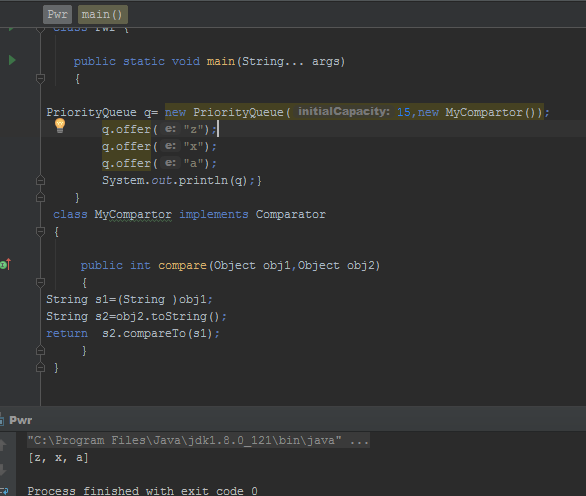 Pwr main()
class Pwr {
public static void main(String... args)
{
PriorityQueue q= new PriorityQueue( initialCapacity: 15,new MyCompartor());
q.offer( e: "z");
q.offer( e: "x");
q.offer( e: "a");
System.out.println(q);}
}
class MyCompartor implements Comparator
{
public int compare(Object obj1,Object obj2)
{
String s1=(String )obj1;
String s2=obj2.toString();
return  s2.compareTo(s1);
}
}
Pwr
"C:\Program Files\Java\jdk1.8.0_121\bin\java" ...
[z, x, a]
Process finished with exit code 0